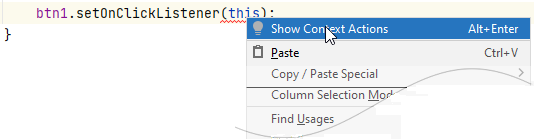 btn1.setOnClickListener(this);
}
Show Context Actions Alt+Enter
Paste Ctrl+V
Copy / Paste Special
Column Selection Mod
Find Usages